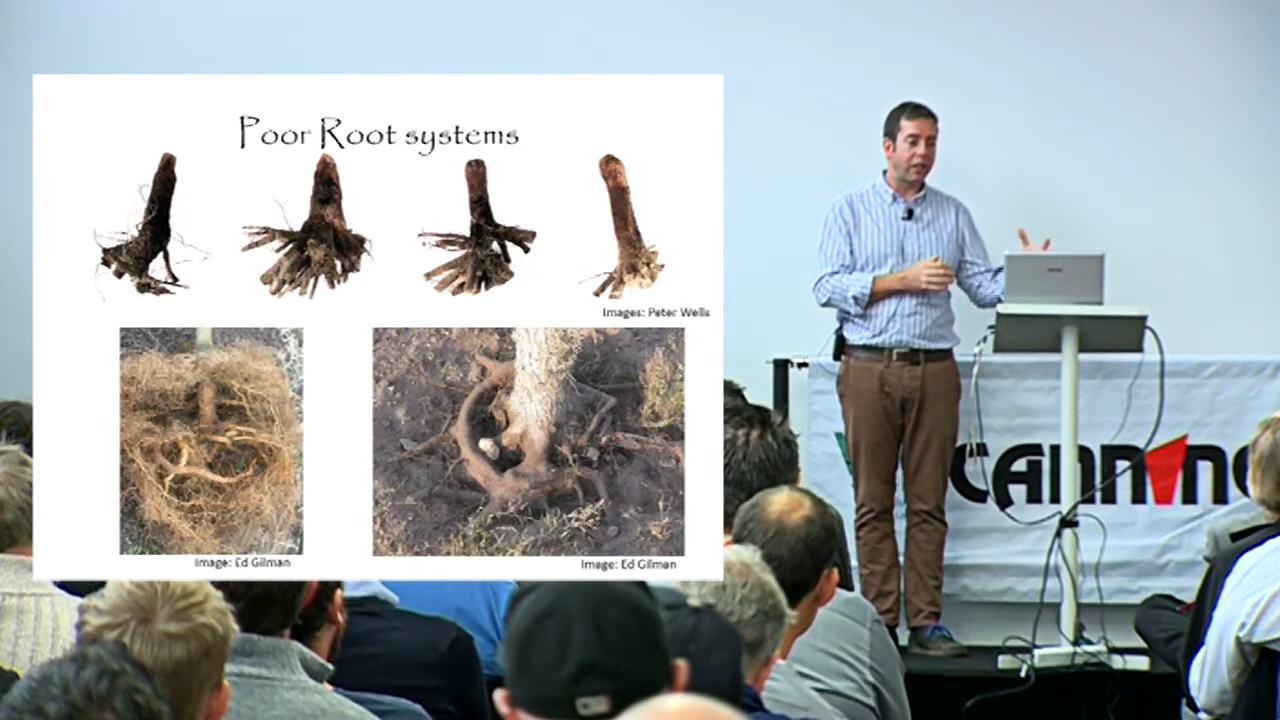 Poor Root systems
Images: Peter Wells
Image: Ed Gilman
Image: Ed Gilman